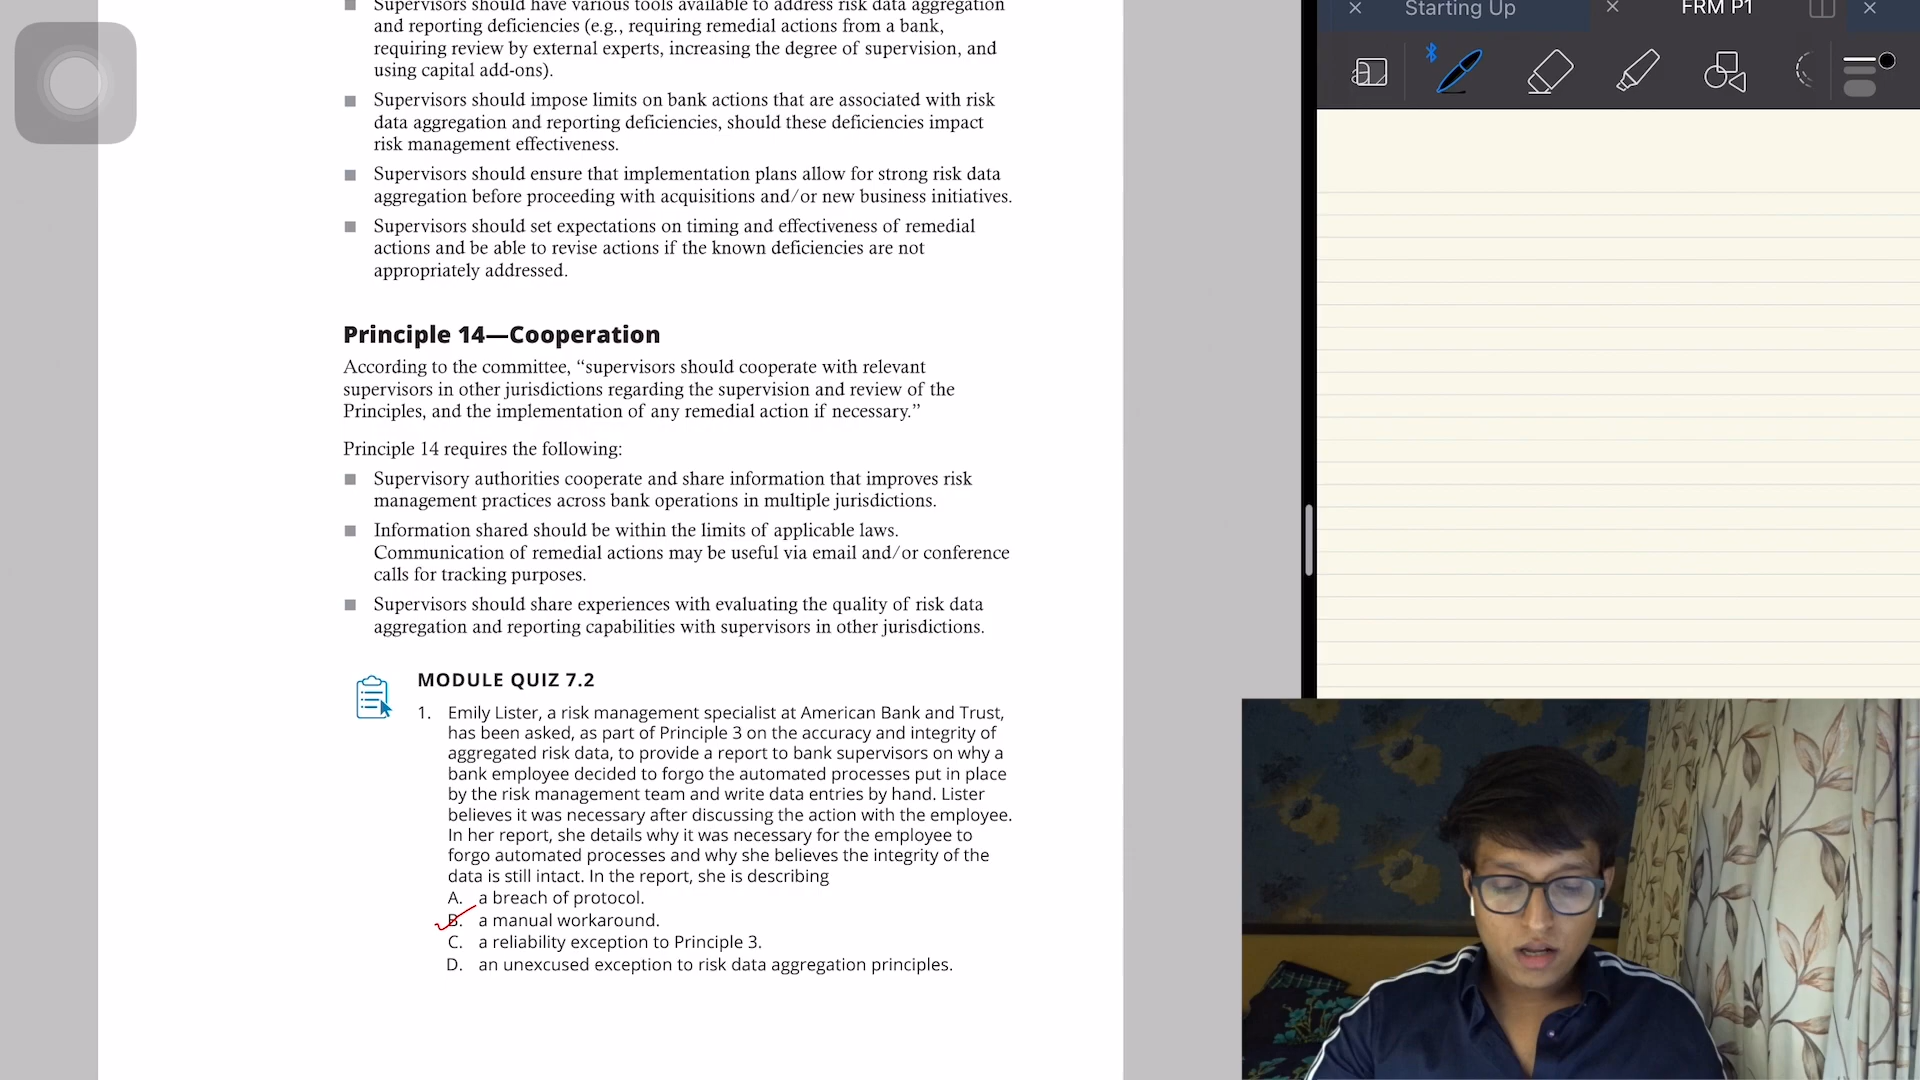 Supervisors should have various tools available to address risk data aggregation
and reporting deficiencies (e.g., requiring remedial actions from a bank,
requiring review by external experts, increasing the degree of supervision, and
using capital add-ons).
Supervisors should impose limits on bank actions that are associated with risk
data aggregation and reporting deficiencies, should these deficiencies impact
risk management effectiveness.
Supervisors should ensure that implementation plans allow for strong risk data
aggregation before proceeding with acquisitions and/or new business initiatives.
Supervisors should set expectations on timing and effectiveness of remedial
actions and be able to revise actions if the known deficiencies are not
appropriately addressed.
Principle 14—Cooperation
According to the committee, “supervisors should cooperate with relevant
supervisors in other jurisdictions regarding the supervision and review of the
Principles, and the implementation of any remedial action if necessary.”
Principle 14 requires the following:
Supervisory authorities cooperate and share information that improves risk
management practices across bank operations in multiple jurisdictions.
Information shared should be within the limits of applicable laws.
Communication of remedial actions may be useful via email and/or conference
calls for tracking purposes.
Supervisors should share experiences with evaluating the quality of risk data
aggregation and reporting capabilities with supervisors in other jurisdictions.
MODULE QUIZ 7.2
1. Emily Lister, a risk management specialist at American Bank and Trust,
has been asked, as part of Principle 3 on the accuracy and integrity of
aggregated risk data, to provide a report to bank supervisors on why a
bank employee decided to forgo the automated processes put in place
by the risk management team and write data entries by hand. Lister
believes it was necessary after discussing the action with the employee.
In her report, she details why it was necessary for the employee to
forgo automated processes and why she believes the integrity of the
data is still intact. In the report, she is describing
A. a breach of protocol.
B. a manual workaround.
C. a reliability exception to Principle 3.
D. an unexcused exception to risk data aggregation principles.
Starting Up
FRM P1